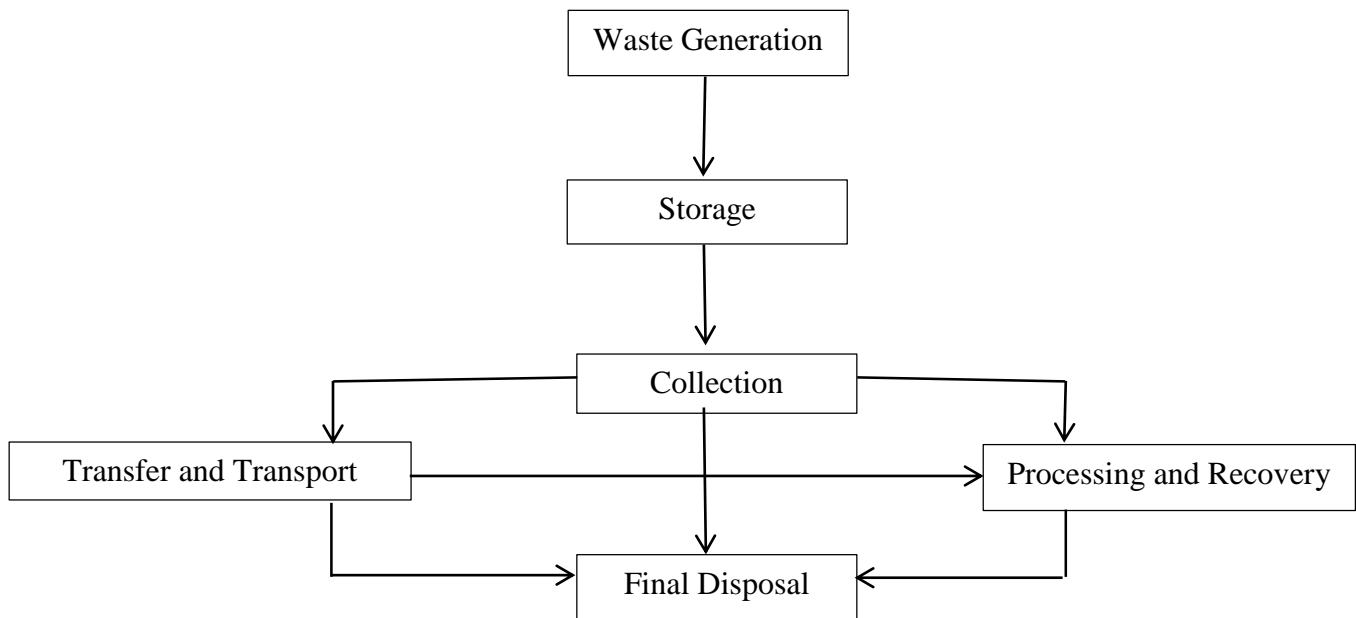 Waste Generation
Storage
Collection
Transfer and Transport
Processing and Recovery
Final Disposal